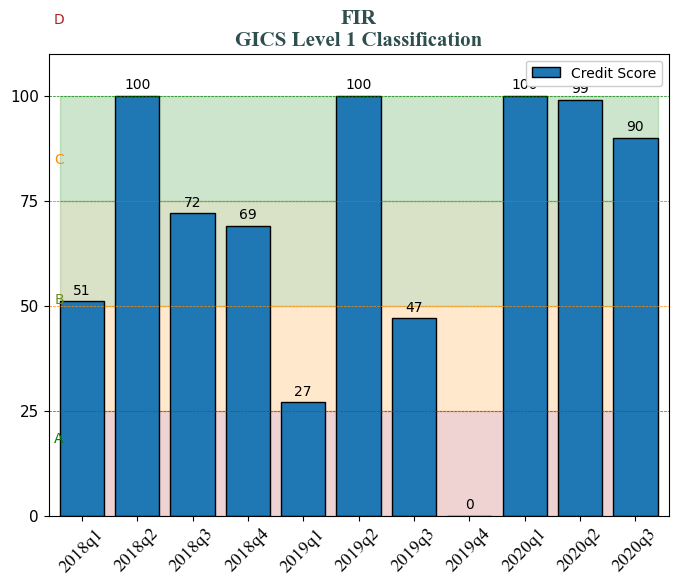 D
FIR
GICS Level 1 Classification
Credit Score
100
100
100
100
99
90
C
75
72
69
51
B
50
47
27
25
A
0
0
2018q1
2018q2
2018q3
2018q4
2019q1
2019q2
2019q3
2019q4
2020q1
2020q2
2020q3